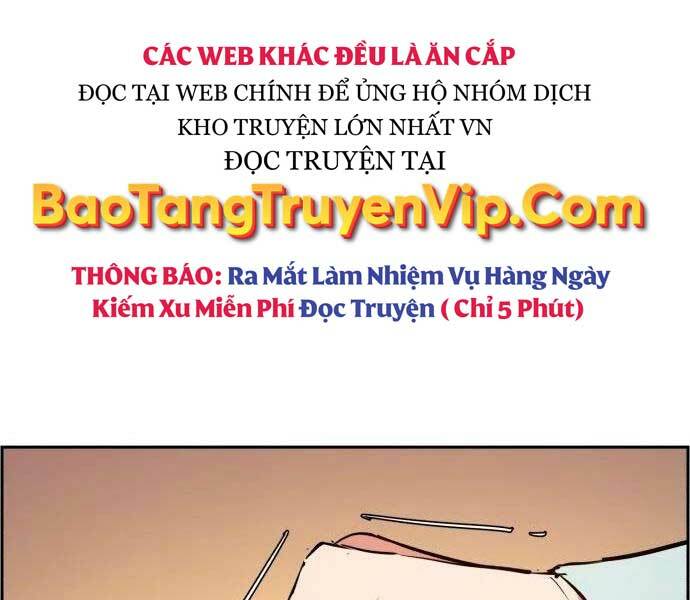 CÁC WEB KHÁC ĐỀU LÀ ĂN CẮP
ĐỌC TẠI WEB CHÍNH ĐỂ ỦNG HỘ NHÓM DỊCH
KHO TRUYỆN LỚN NHẤT VN
ĐỌC TRUYỆN TẠI
BaoTangTruyenVip.Com
THÔNG BÁO: Ra Mắt Làm Nhiệm Vụ Hàng Ngày
Kiếm Xu Miễn Phí Đọc Truyện ( Chỉ 5 Phút)